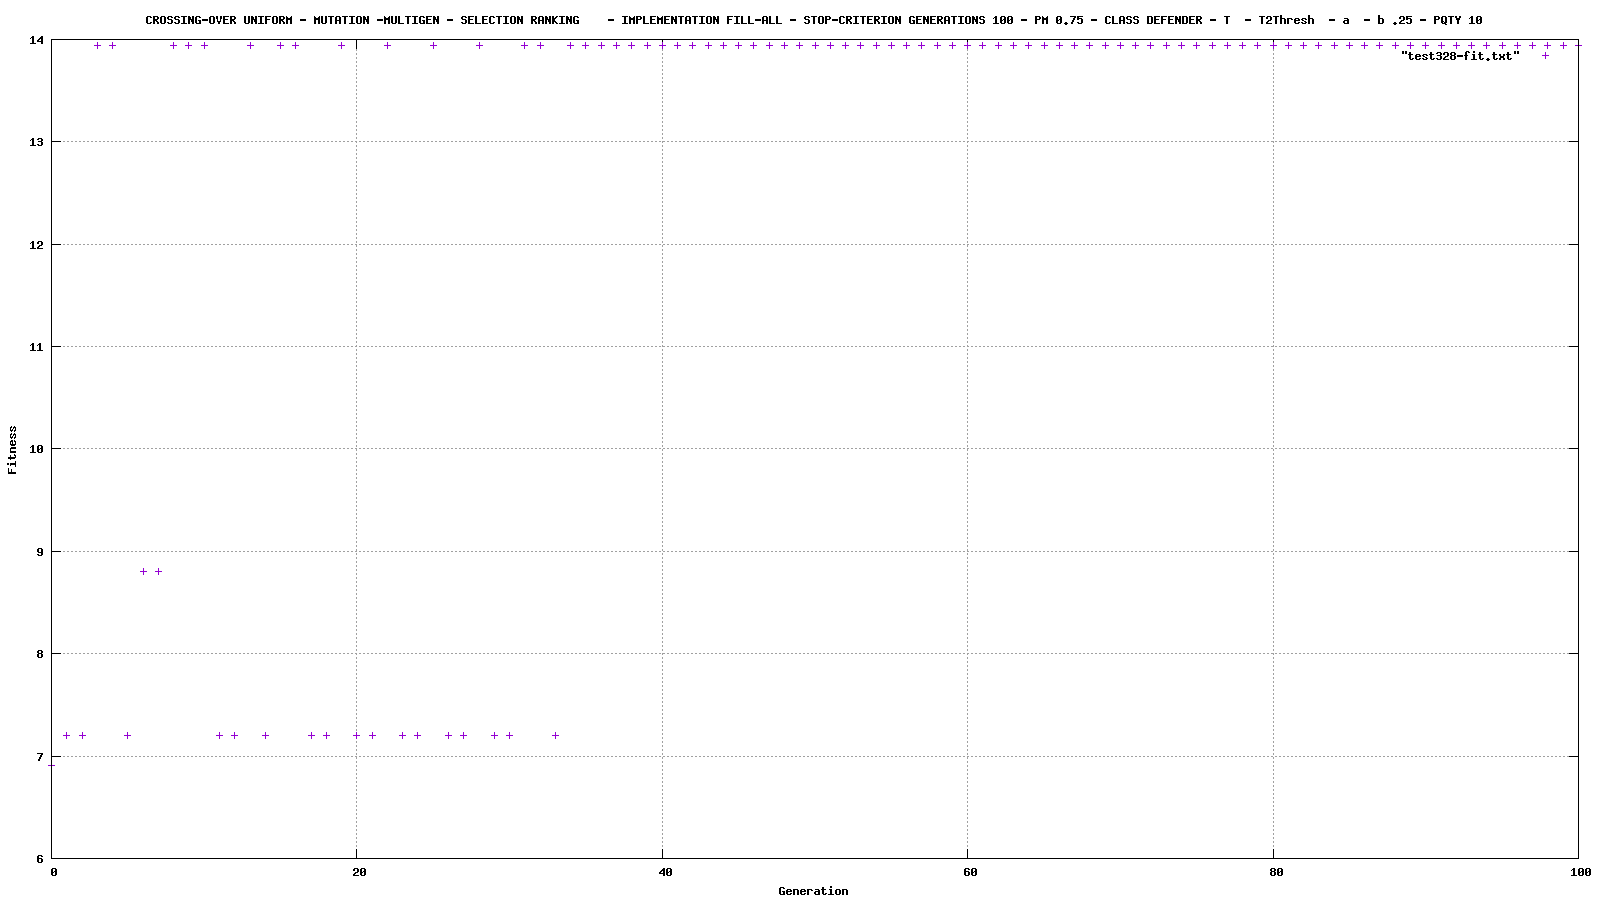 CROSSING-OVER UNIFORM - MUTATION -MULTIGEN - SELECTION RANKING    - IMPLEMENTATION FILL-ALL - STOP-CRITERION GENERATIONS 100 - PM 0.75 - CLASS DEFENDER - T  - T2Thresh  - a  - b .25 - PQTY 10
14
"test328-fit.txt"
13
12
11
10
Fitness
9
8
7
6
0 20 40 60 80 100
Generation